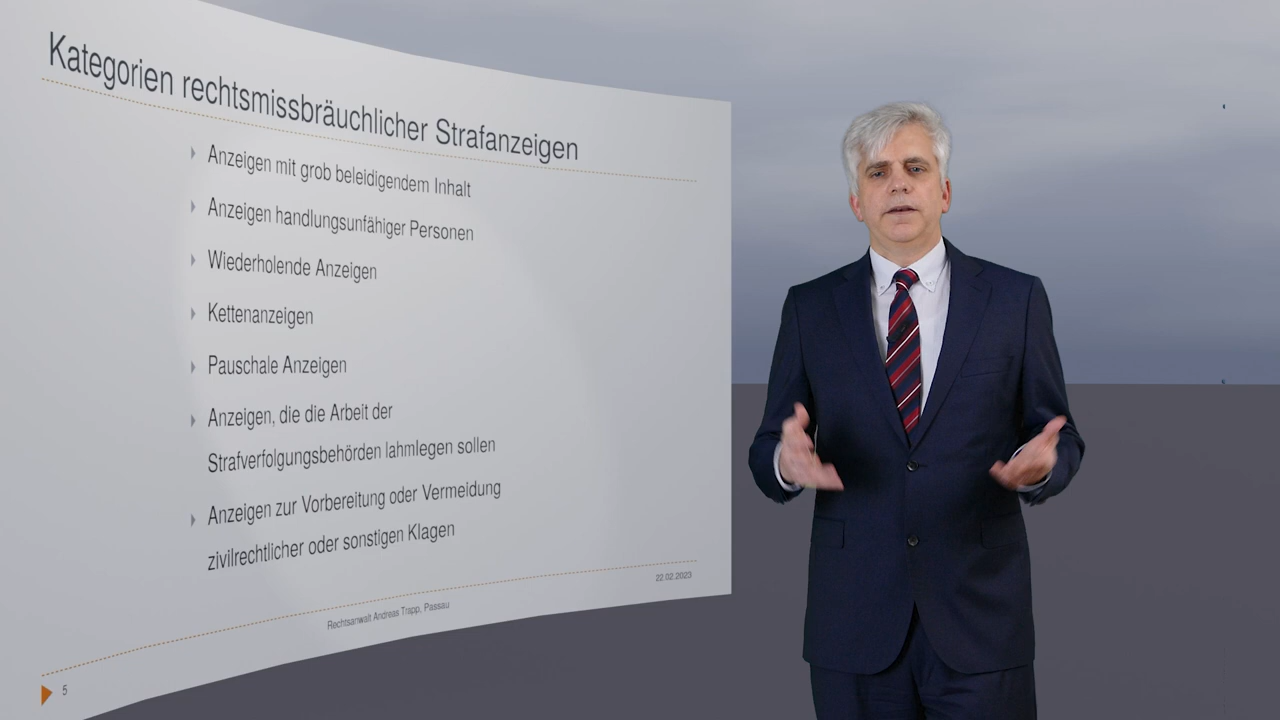 Kategorien rechtsmissbräuchlicher Strafanzeigen
Anzeigen mit grob beleidigendem Inhalt
Anzeigen handlungsunfähiger Personen
Wiederholende Anzeigen
Kettenanzeigen
Pauschale Anzeigen
Anzeigen, die die Arbeit der
Strafverfolgungsbehörden lahmlegen sollen
Anzeigen zur Vorbereitung oder Vermeidung
zivilrechtlicher oder sonstigen Klagen
22.02.2023
Rechtsanwalt Andreas Trapp, Passau
5